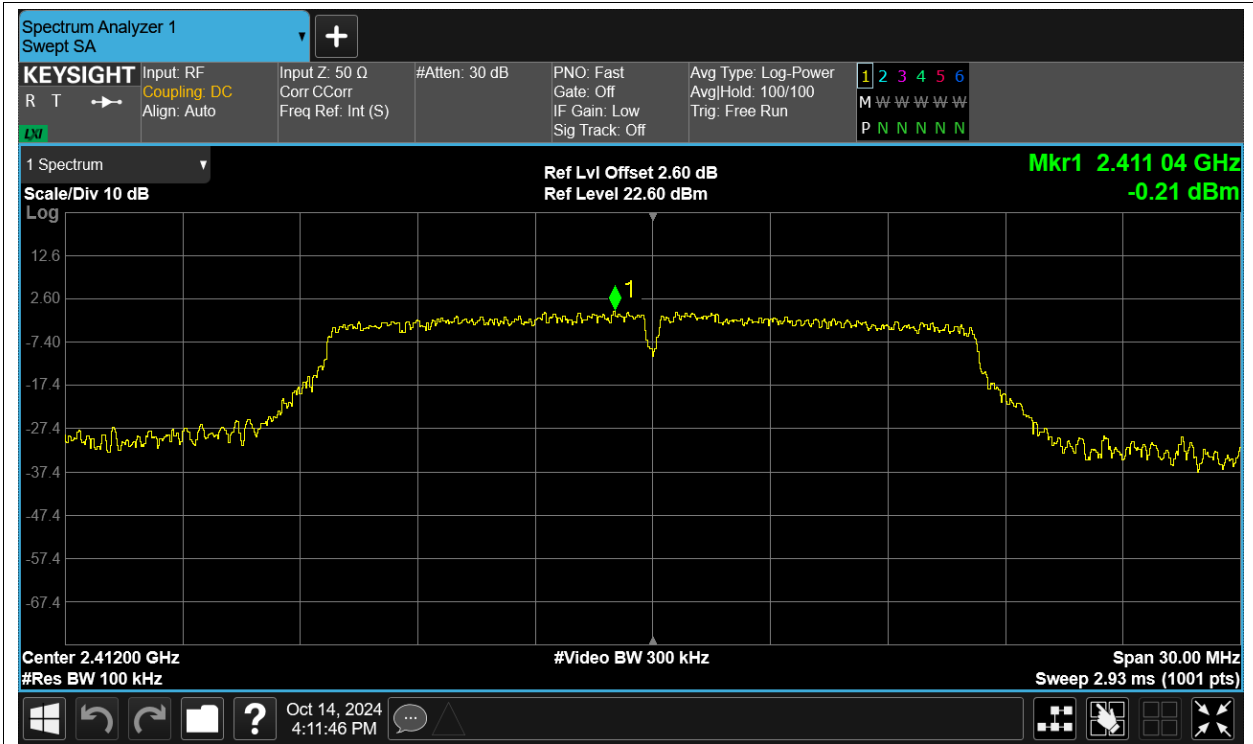 Spectrum Analyzer 1
Swept SA
KEYSIGHT
R T
LXI
Input: RF
Coupling: DC
Align: Auto
Input Z: 50 Ω
Corr CCorr
Freq Ref: Int (S)
#Atten: 30 dB
PNO: Fast
Gate: Off
IF Gain: Low
Sig Track: Off
Avg Type: Log-Power
Avg|Hold: 100/100
Trig: Free Run
1 2 3 4 5 6
M W W W W W
P N N N N N
1 Spectrum
Scale/Div 10 dB
Ref Lvl Offset 2.60 dB
Ref Level 22.60 dBm
Mkr1 2.411 04 GHz
-0.21 dBm
Log
12.6
2.60
-7.40
-17.4
-27.4
-37.4
-47.4
-57.4
-67.4
1
Center 2.41200 GHz
#Res BW 100 kHz
#Video BW 300 kHz
Span 30.00 MHz
Sweep 2.93 ms (1001 pts)
?
Oct 14, 2024
4:11:46 PM